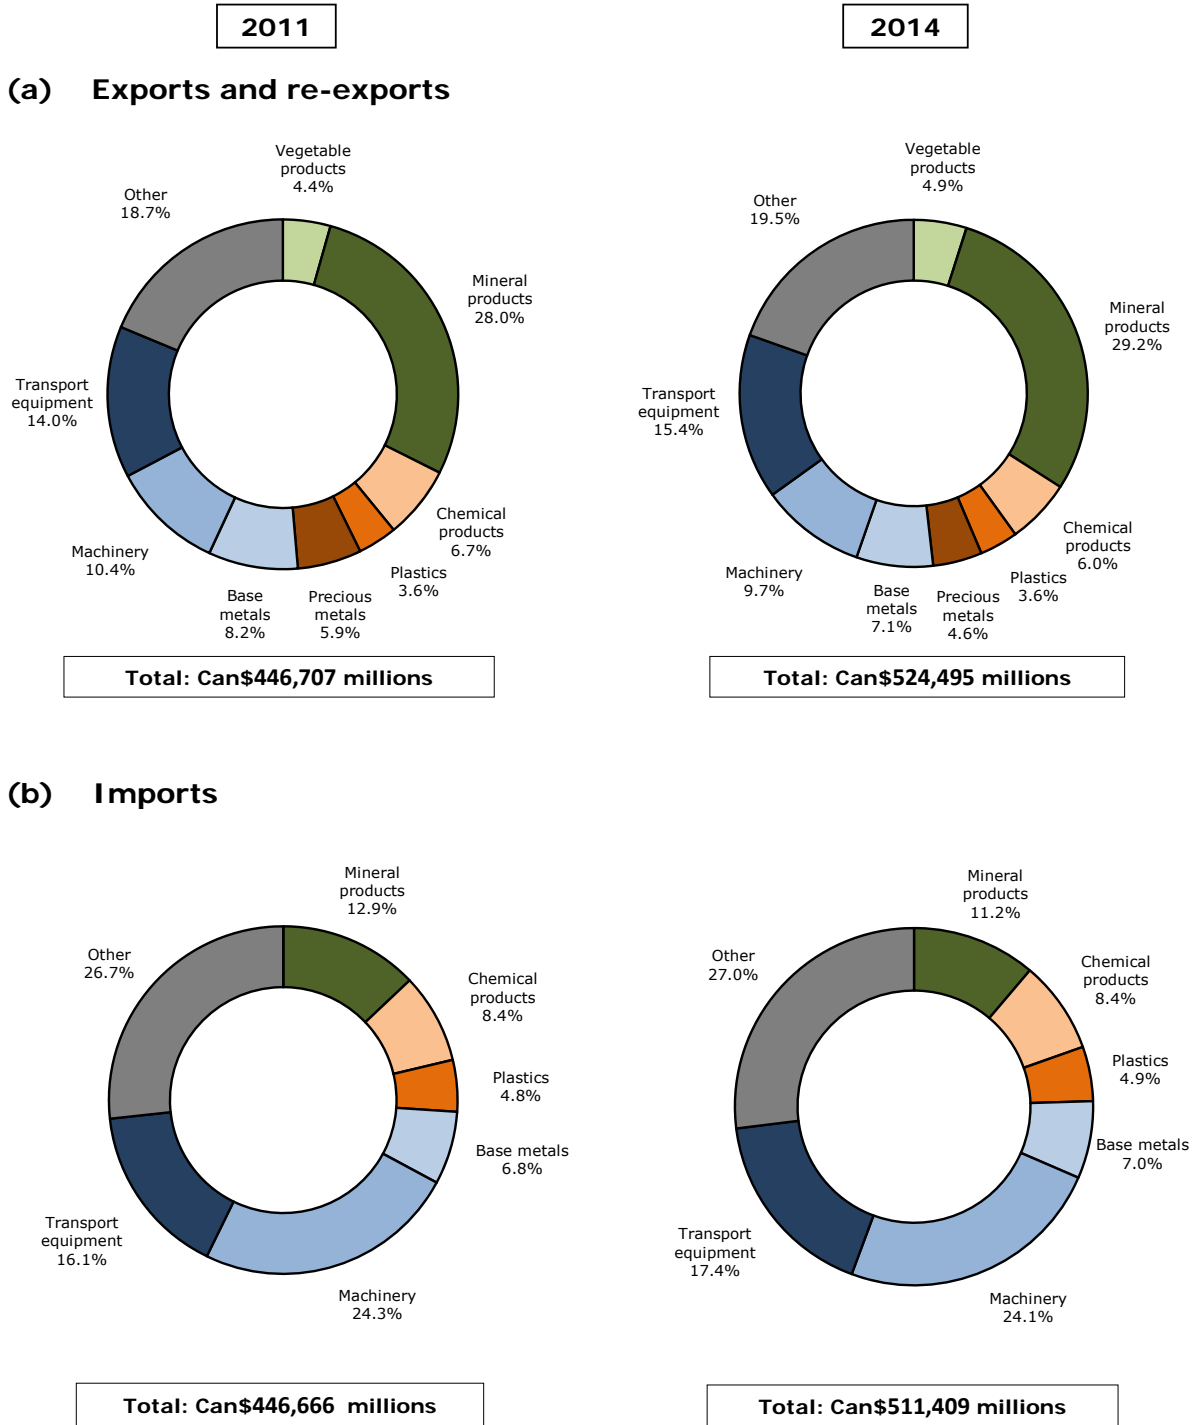 2011
2014
(a) Exports and re-exports
Vegetable
products
4.4%
Mineral
products
28.0%
Chemical
products
6.7%
Plastics
3.6%
Precious
metals
5.9%
Base
metals
8.2%
Machinery
10.4%
Transport
equipment
14.0%
Other
18.7%
Total: Can$446,707 millions
Vegetable
products
4.9%
Mineral
products
29.2%
Chemical
products
6.0%
Plastics
3.6%
Precious
metals
4.6%
Base
metals
7.1%
Machinery
9.7%
Transport
equipment
15.4%
Other
19.5%
Total: Can$524,495 millions
(b) Imports
Mineral
products
12.9%
Chemical
products
8.4%
Plastics
4.8%
Base metals
6.8%
Machinery
24.3%
Transport
equipment
16.1%
Other
26.7%
Total: Can$446,666 millions
Mineral
products
11.2%
Chemical
products
8.4%
Plastics
4.9%
Base metals
7.0%
Machinery
24.1%
Transport
equipment
17.4%
Other
27.0%
Total: Can$511,409 millions